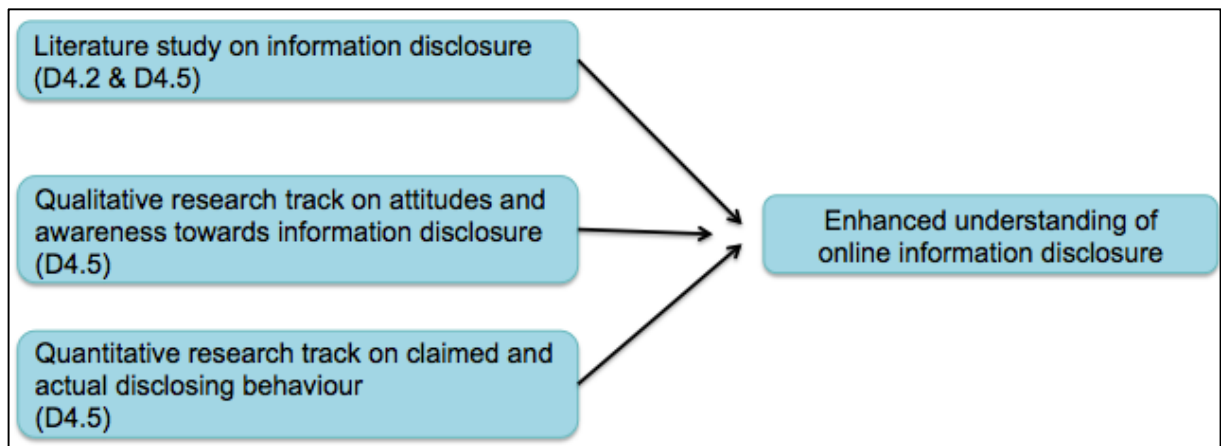 Literature study on information disclosure
(D4.2 & D4.5)
Qualitative research track on attitudes and
awareness towards information disclosure
(D4.5)
Quantitative research track on claimed and
actual disclosing behaviour
(D4.5)
Enhanced understanding of
online information disclosure